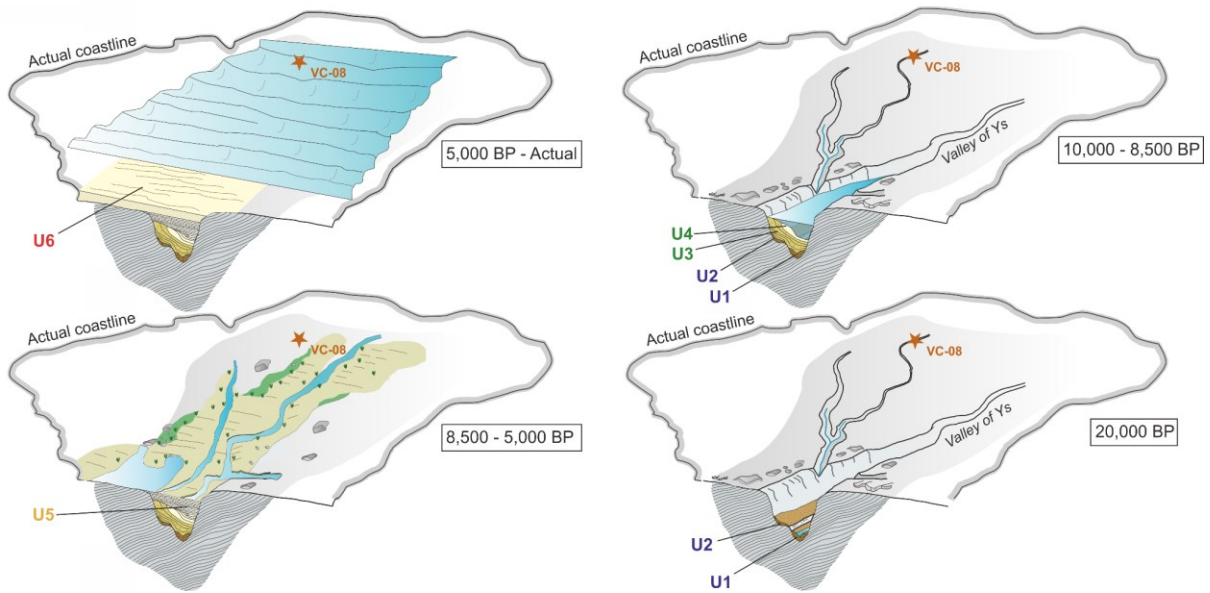 Actual coastline
VC-08
5,000 BP - Actual
U6
Actual coastline
VC-08
Valley of Ys
10,000 - 8,500 BP
U4
U3
U2
U1
Actual coastline
VC-08
8,500 - 5,000 BP
U5
Actual coastline
VC-08
Valley of Ys
20,000 BP
U2
U1